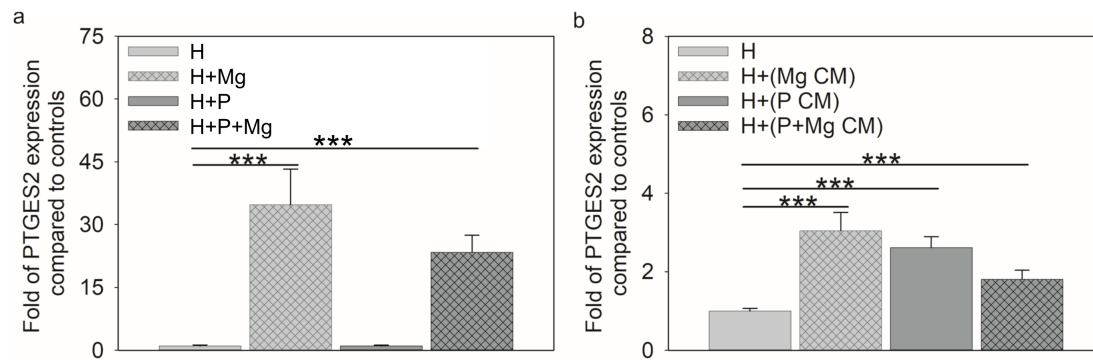 a
Fold of PTGES2 expression
compared to controls
75
60
45
30
15
0
H
H+Mg
H+P
H+P+Mg
***
***
b
Fold of PTGES2 expression
compared to controls
8
6
4
2
0
H
H+(Mg CM)
H+(P CM)
H+(P+Mg CM)
***
***
***